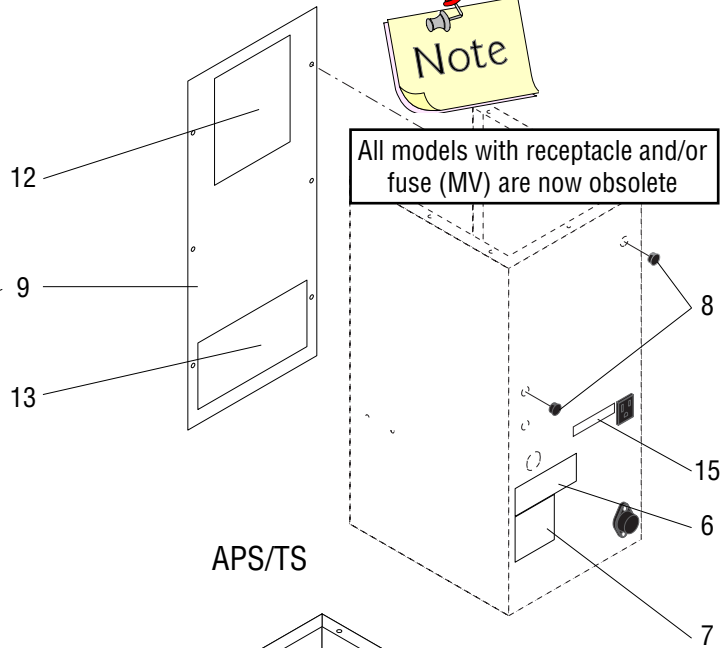 Note
All models with receptacle and/or
fuse (MV) are now obsolete
12
9
8
13
15
6
APS/TS
7